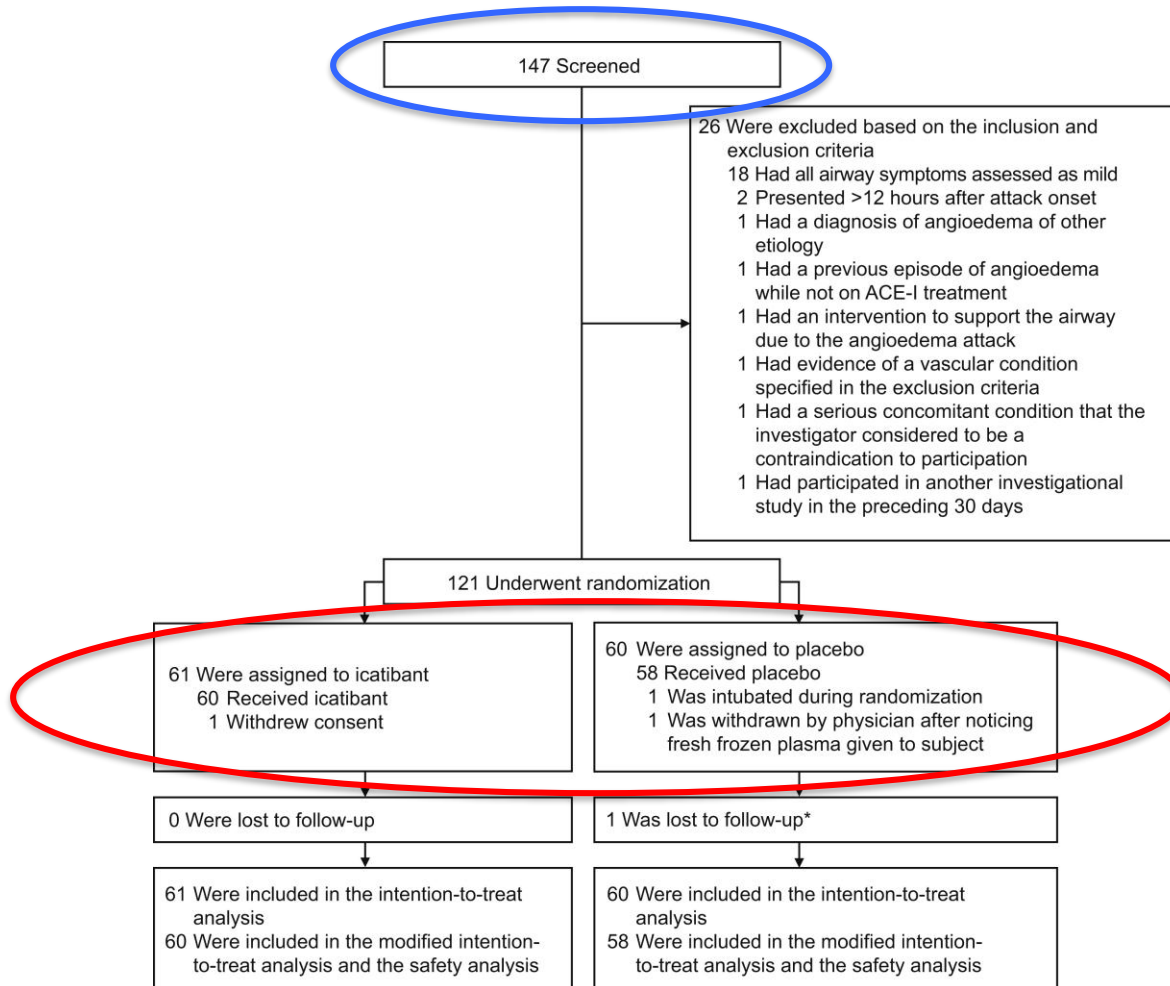 147 Screened
26 Were excluded based on the inclusion and
exclusion criteria
18 Had all airway symptoms assessed as mild
2 Presented >12 hours after attack onset
1 Had a diagnosis of angioedema of other
etiology
1 Had a previous episode of angioedema
while not on ACE-I treatment
1 Had an intervention to support the airway
due to the angioedema attack
1 Had evidence of a vascular condition
specified in the exclusion criteria
1 Had a serious concomitant condition that the
investigator considered to be a
contraindication to participation
1 Had participated in another investigational
study in the preceding 30 days
121 Underwent randomization
61 Were assigned to icatibant
60 Received icatibant
1 Withdrew consent
60 Were assigned to placebo
58 Received placebo
1 Was intubated during randomization
1 Was withdrawn by physician after noticing
fresh frozen plasma given to subject
0 Were lost to follow-up
1 Was lost to follow-up*
61 Were included in the intention-to-treat
analysis
60 Were included in the modified intention-
to-treat analysis and the safety analysis
60 Were included in the intention-to-treat
analysis
58 Were included in the modified intention-
to-treat analysis and the safety analysis